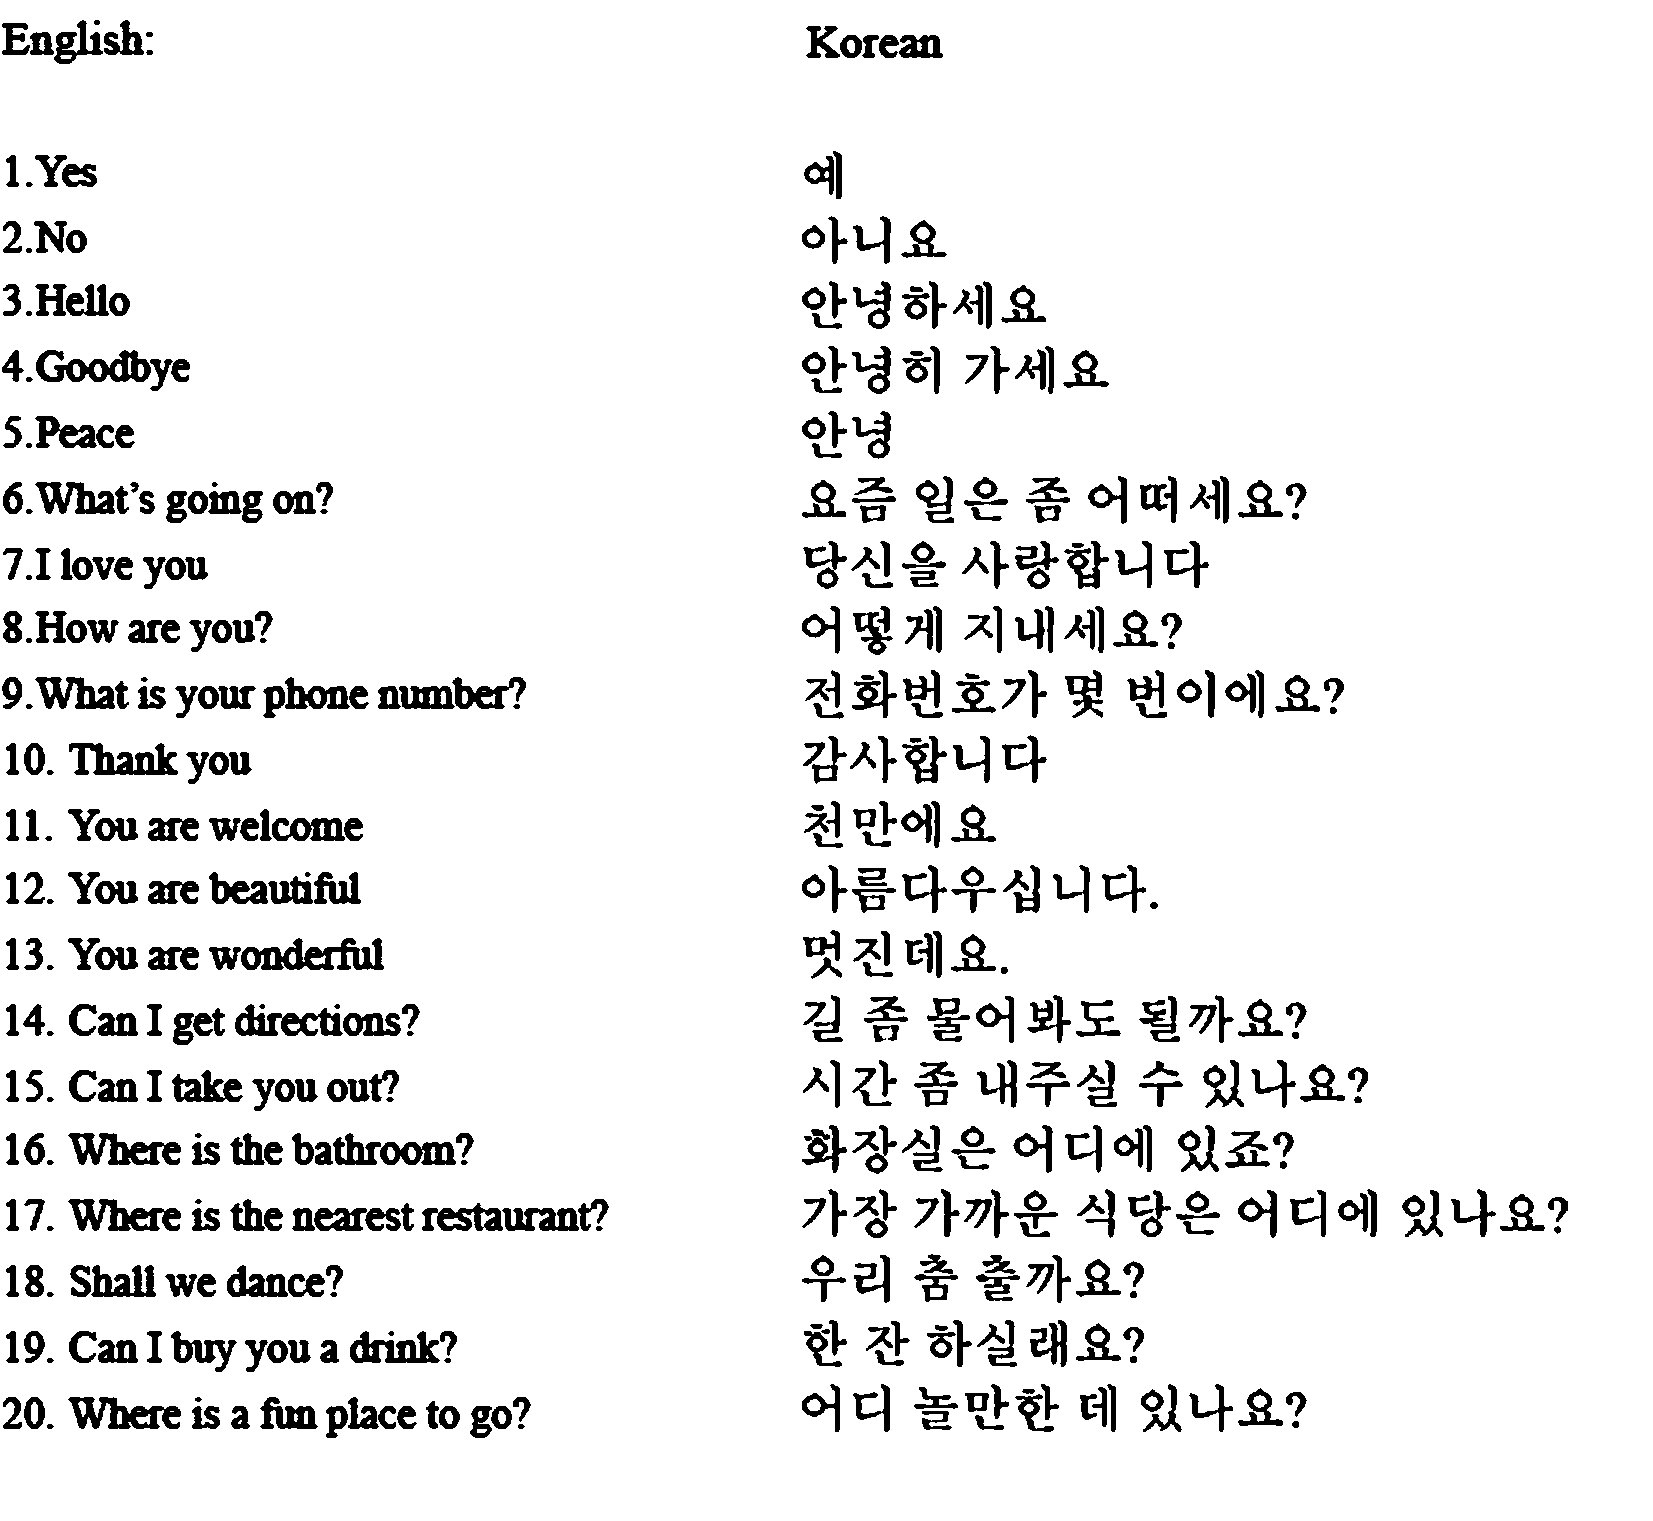 English: Korean
1.Yes 예
2.No 아니요
3.Hello 안녕하세요
4.Goodbye 안녕히 가세요
5.Peace 안녕
6.What's going on? 요즘 일은 좀 어떠세요?
7.I love you 당신을 사랑합니다
8.How are you? 어떻게 지내세요?
9.What is your phone number? 전화번호가 몇 번이에요?
10. Thank you 감사합니다
11. You are welcome 천만에요
12. You are beautiful 아름다우십니다.
13. You are wonderful 멋진데요.
14. Can I get directions? 길 좀 물어봐도 될까요?
15. Can I take you out? 시간 좀 내주실 수 있나요?
16. Where is the bathroom? 화장실은 어디에 있죠?
17. Where is the nearest restaurant? 가장 가까운 식당은 어디에 있나요?
18. Shall we dance? 우리 춤 출까요?
19. Can I buy you a drink? 한 잔 하실래요?
20. Where is a fun place to go? 어디 놀만한 데 있나요?